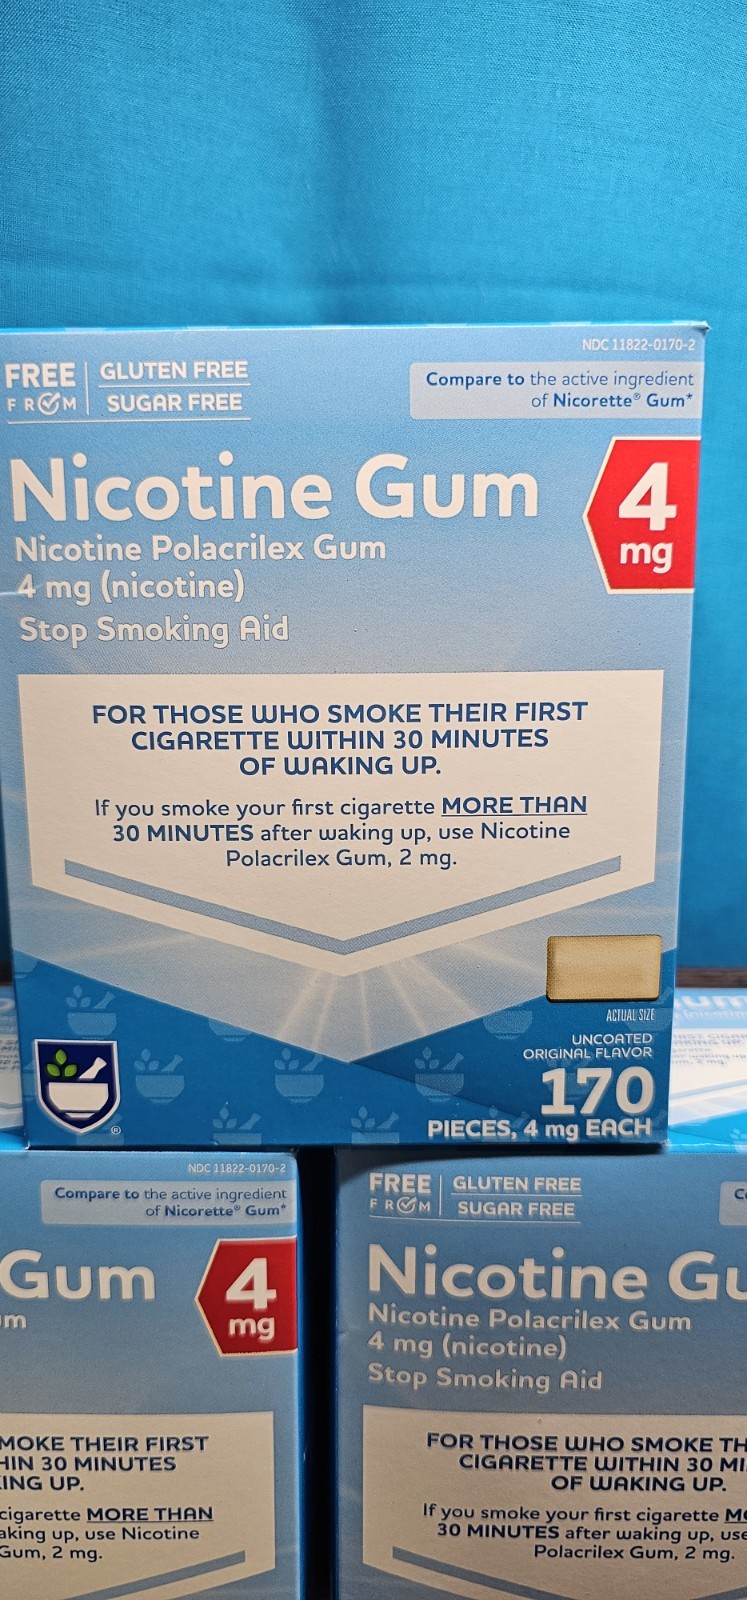 NDC 11822-0170-2
FREE FROM
GLUTEN FREE
SUGAR FREE
Compare to the active ingredient
of Nicorette® Gum*
Nicotine Gum
4
mg
Nicotine Polacrilex Gum
4 mg (nicotine)
Stop Smoking Aid
FOR THOSE WHO SMOKE THEIR FIRST
CIGARETTE WITHIN 30 MINUTES
OF WAKING UP.
If you smoke your first cigarette MORE THAN
30 MINUTES after waking up, use Nicotine
Polacrilex Gum, 2 mg.
ACTUAL SIZE
UNCOATED
ORIGINAL FLAVOR
170
PIECES, 4 mg EACH
®
NDC 11822-0170-2
Compare to the active ingredient
of Nicorette® Gum*
Gum
4
mg
um
MOKE THEIR FIRST
HIN 30 MINUTES
KING UP.
cigarette MORE THAN
aking up, use Nicotine
Gum, 2 mg.
FREE FROM
GLUTEN FREE
SUGAR FREE
Nicotine Gu
Nicotine Polacrilex Gum
4 mg (nicotine)
Stop Smoking Aid
FOR THOSE WHO SMOKE TH
CIGARETTE WITHIN 30 MI
OF WAKING UP.
If you smoke your first cigarette MO
30 MINUTES after waking up, use
Polacrilex Gum, 2 mg.